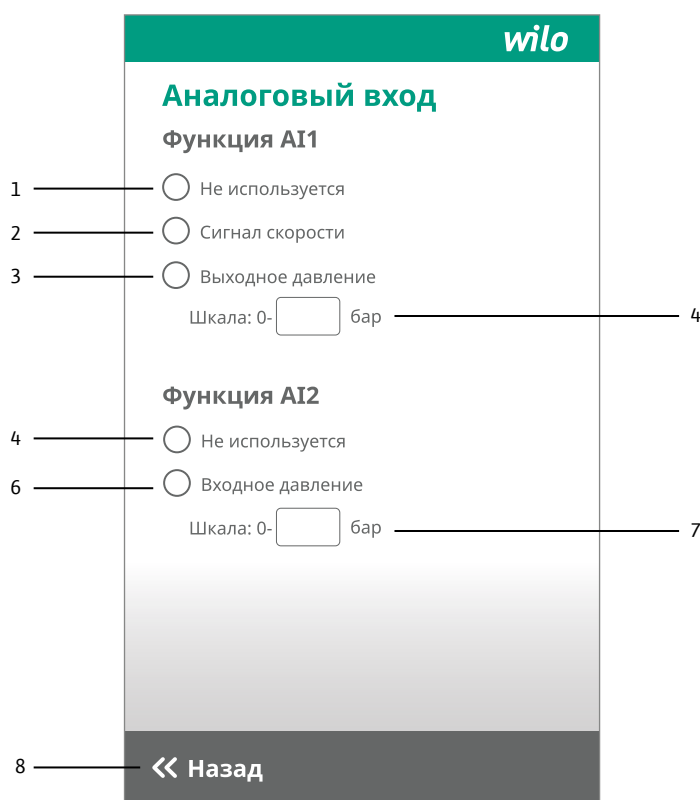 wilo
Аналоговый вход
Функция AI1
1 Не используется
2 Сигнал скорости
3 Выходное давление
Шкала: 0- бар 4
Функция AI2
4 Не используется
6 Входное давление
Шкала: 0- бар 7
8 Назад